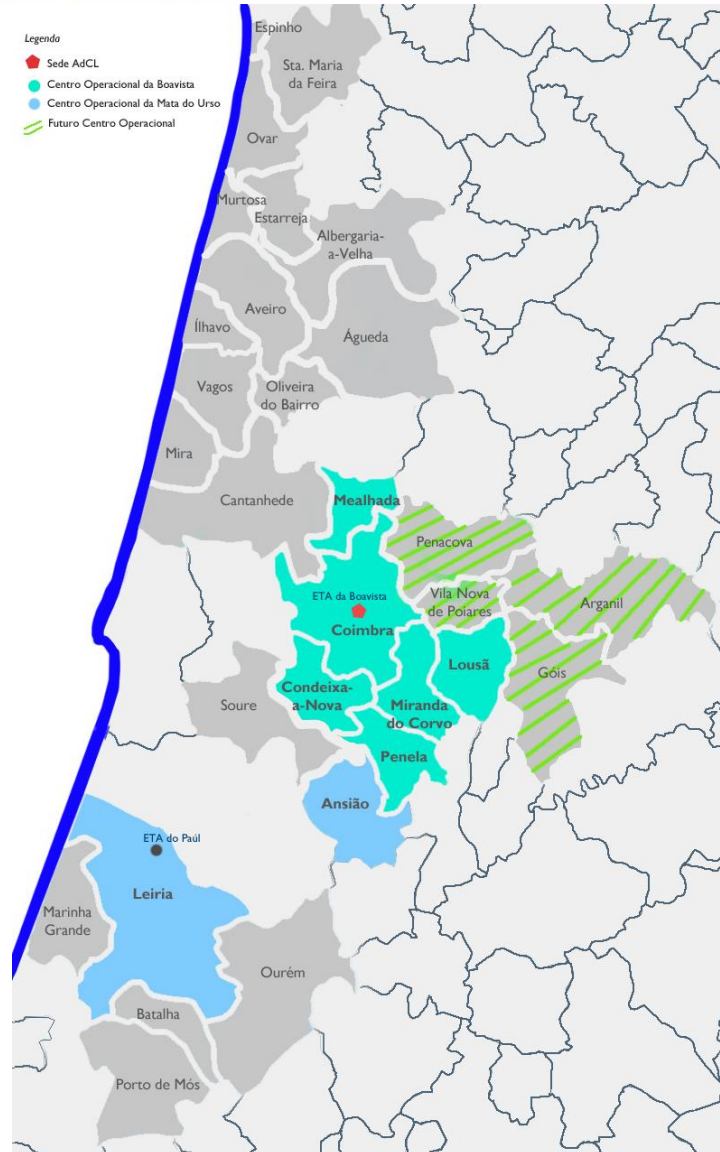 Legenda
Sede AdCL
Centro Operacional da Boavista
Centro Operacional da Mata do Urso
Futuro Centro Operacional
Espinho
Sta. Maria
da Feira
Ovar
Murtosa
Estarreja
Albergaria-
a-Velha
Aveiro
Ílhavo
Águeda
Vagos
Oliveira
do Bairro
Mira
Cantanhede
Mealhada
Penacova
ETA da Boavista
Vila Nova
de Poiares
Arganil
Coimbra
Lousã
Góis
Condeixa-
a-Nova
Soure
Miranda
do Corvo
Penela
Ansião
ETA do Paúl
Leiria
Marinha
Grande
Ourém
Batalha
Porto de Mós